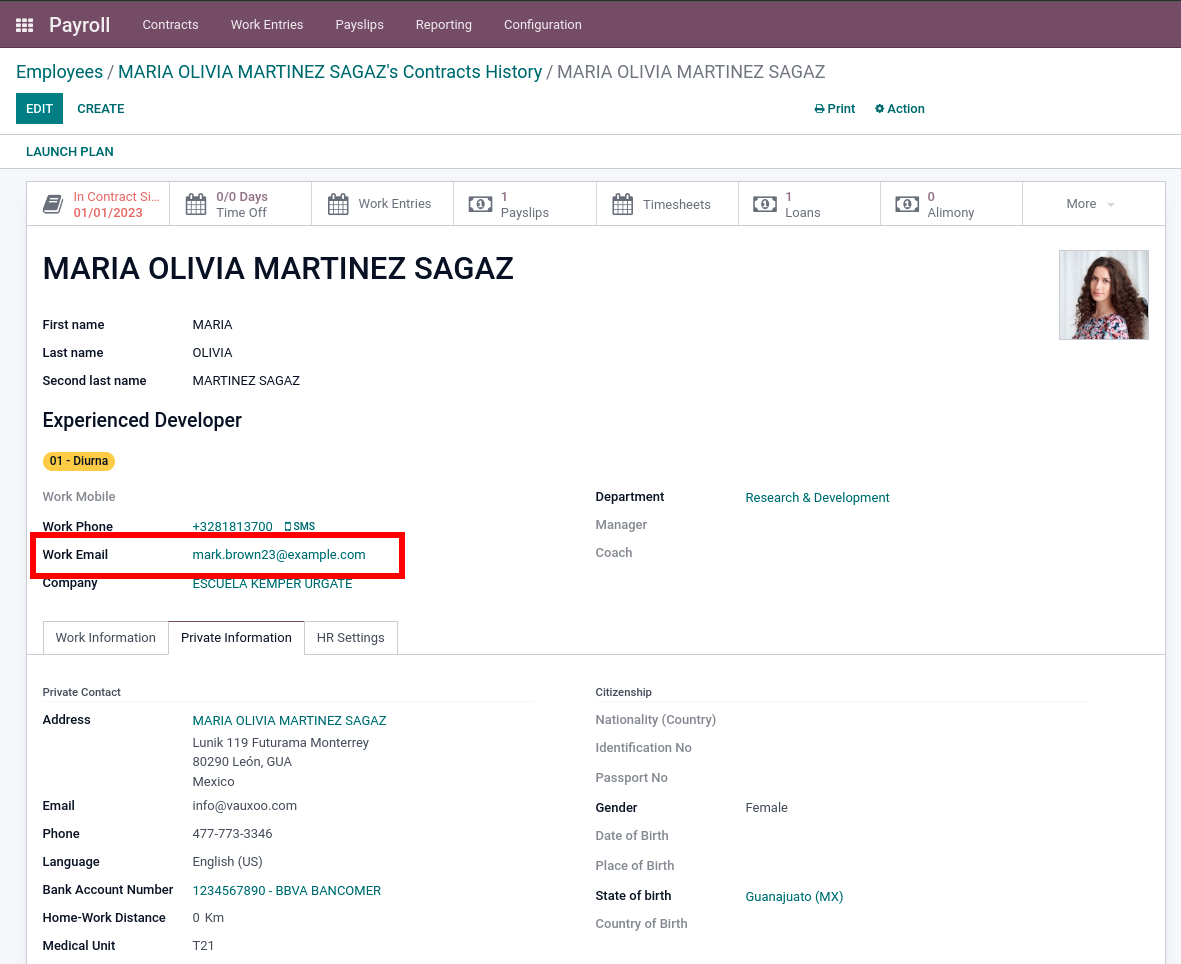 Payroll Contracts Work Entries Payslips Reporting Configuration
Employees / MARIA OLIVIA MARTINEZ SAGAZ's Contracts History / MARIA OLIVIA MARTINEZ SAGAZ
EDIT CREATE Print Action
LAUNCH PLAN
In Contract Si...
01/01/2023
0/0 Days
Time Off
Work Entries
1
Payslips
Timesheets
1
Loans
0
Alimony
More
MARIA OLIVIA MARTINEZ SAGAZ
First name MARIA
Last name OLIVIA
Second last name MARTINEZ SAGAZ
Experienced Developer
01 - Diurna
Work Mobile
Work Phone +3281813700 SMS
Work Email mark.brown23@example.com
Company ESCUELA KEMPER URGATE
Department Research & Development
Manager
Coach
Work Information Private Information HR Settings
Private Contact
Address MARIA OLIVIA MARTINEZ SAGAZ
Lunik 119 Futurama Monterrey
80290 León, GUA
Mexico
Email info@vauxoo.com
Phone 477-773-3346
Language English (US)
Bank Account Number 1234567890 - BBVA BANCOMER
Home-Work Distance 0 Km
Medical Unit T21
Citizenship
Nationality (Country)
Identification No
Passport No
Gender Female
Date of Birth
Place of Birth
State of birth Guanajuato (MX)
Country of Birth